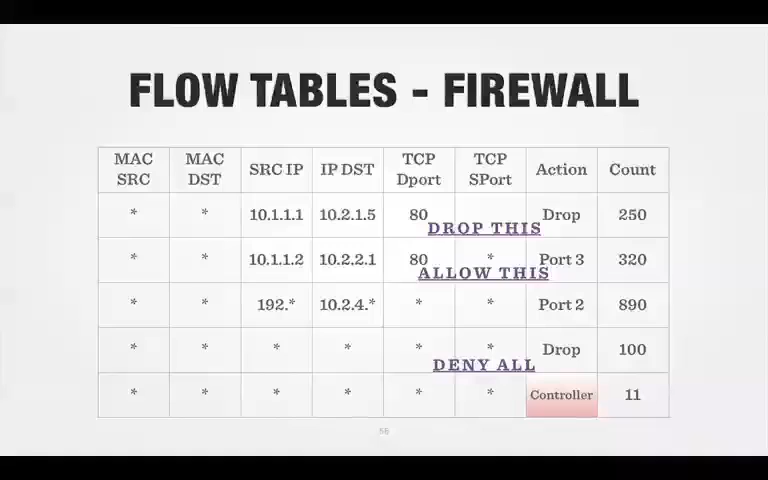 FLOW TABLES - FIREWALL
MAC SRC MAC DST SRC IP IP DST TCP Dport TCP SPort Action Count
* * 10.1.1.1 10.2.1.5 80 Drop 250
DROP THIS
* * 10.1.1.2 10.2.2.1 80 * Port 3 320
ALLOW THIS
* * 192.* 10.2.4.* * * Port 2 890
* * * * * * Drop 100
DENY ALL
* * * * * * Controller 11